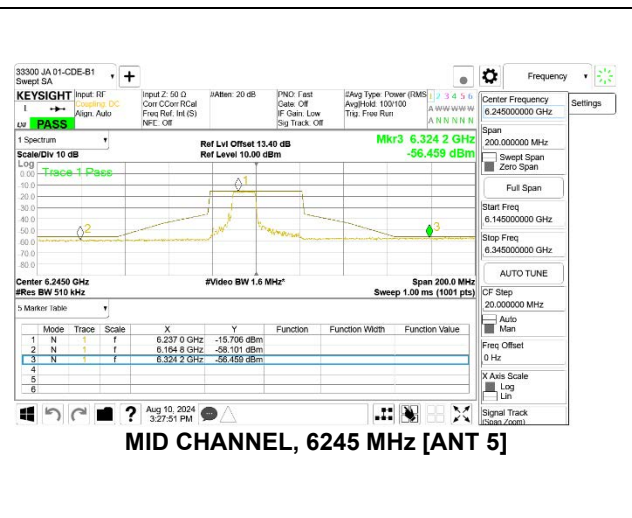 33300 JA 01-CDE-B1
Swept SA
Frequency
Settings
KEYSIGHT
Input: RF
Coupling: DC
Align: Auto
Input Z: 50 Ω
Corr CCorr RCal
Freq Ref: Int (S)
NFE: Off
#Atten: 20 dB
PNO: Fast
Gate: Off
IF Gain: Low
Sig Track: Off
#Avg Type: Power (RMS
Avg|Hold: 100/100
Trig: Free Run
1 2 3 4 5 6
A W W W W W
A N N N N N
PASS
1 Spectrum
Scale/Div 10 dB
Ref Lvl Offset 13.40 dB
Ref Level 10.00 dBm
Mkr3 6.324 2 GHz
-56.459 dBm
Log
Trace 1 Pass
0.00
-10.0
-20.0
-30.0
-40.0
-50.0
-60.0
-70.0
-80.0
1
2
3
Center 6.2450 GHz
#Res BW 510 kHz
#Video BW 1.6 MHz*
Span 200.0 MHz
Sweep 1.00 ms (1001 pts)
5 Marker Table
Mode Trace Scale X Y Function Function Width Function Value
1 N 1 f 6.237 0 GHz -15.706 dBm
2 N 1 f 6.164 8 GHz -58.101 dBm
3 N 1 f 6.324 2 GHz -56.459 dBm
4
5
6
Center Frequency
6.245000000 GHz
Span
200.000000 MHz
Swept Span
Zero Span
Full Span
Start Freq
6.145000000 GHz
Stop Freq
6.345000000 GHz
AUTO TUNE
CF Step
20.000000 MHz
Auto
Man
Freq Offset
0 Hz
X Axis Scale
Log
Lin
Signal Track
(Span Zoom)
Aug 10, 2024
3:27:51 PM
MID CHANNEL, 6245 MHz [ANT 5]